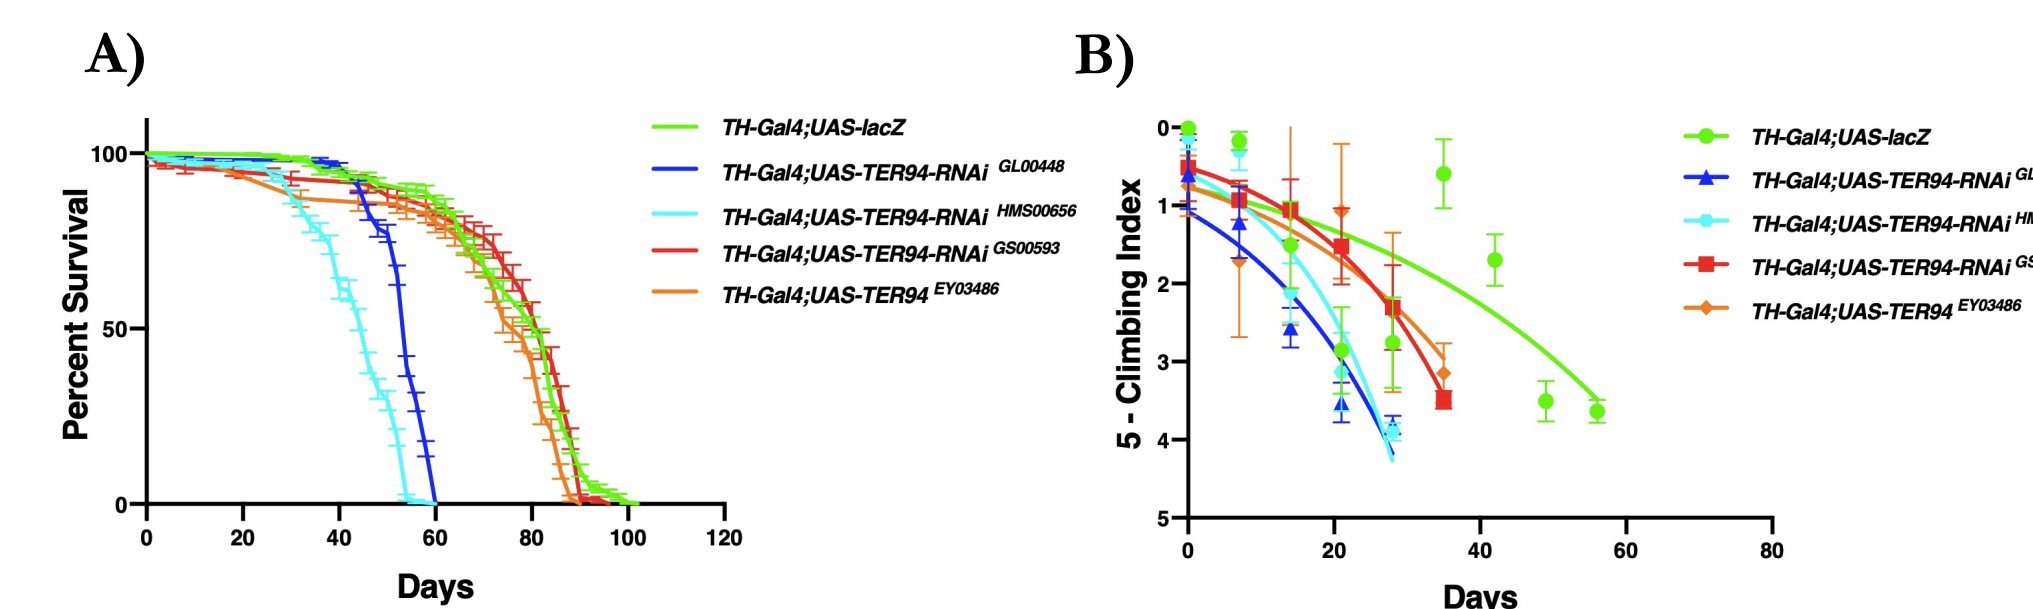 A)
Percent Survival
100
50
0
0 20 40 60 80 100 120
Days
TH-Gal4;UAS-lacZ
TH-Gal4;UAS-TER94-RNAi GL00448
TH-Gal4;UAS-TER94-RNAi HMS00656
TH-Gal4;UAS-TER94-RNAi GS00593
TH-Gal4;UAS-TER94 EY03486
B)
5 - Climbing Index
0
1
2
3
4
5
0 20 40 60 80
Days
TH-Gal4;UAS-lacZ
TH-Gal4;UAS-TER94-RNAi GL
TH-Gal4;UAS-TER94-RNAi HM
TH-Gal4;UAS-TER94-RNAi GS
TH-Gal4;UAS-TER94 EY03486